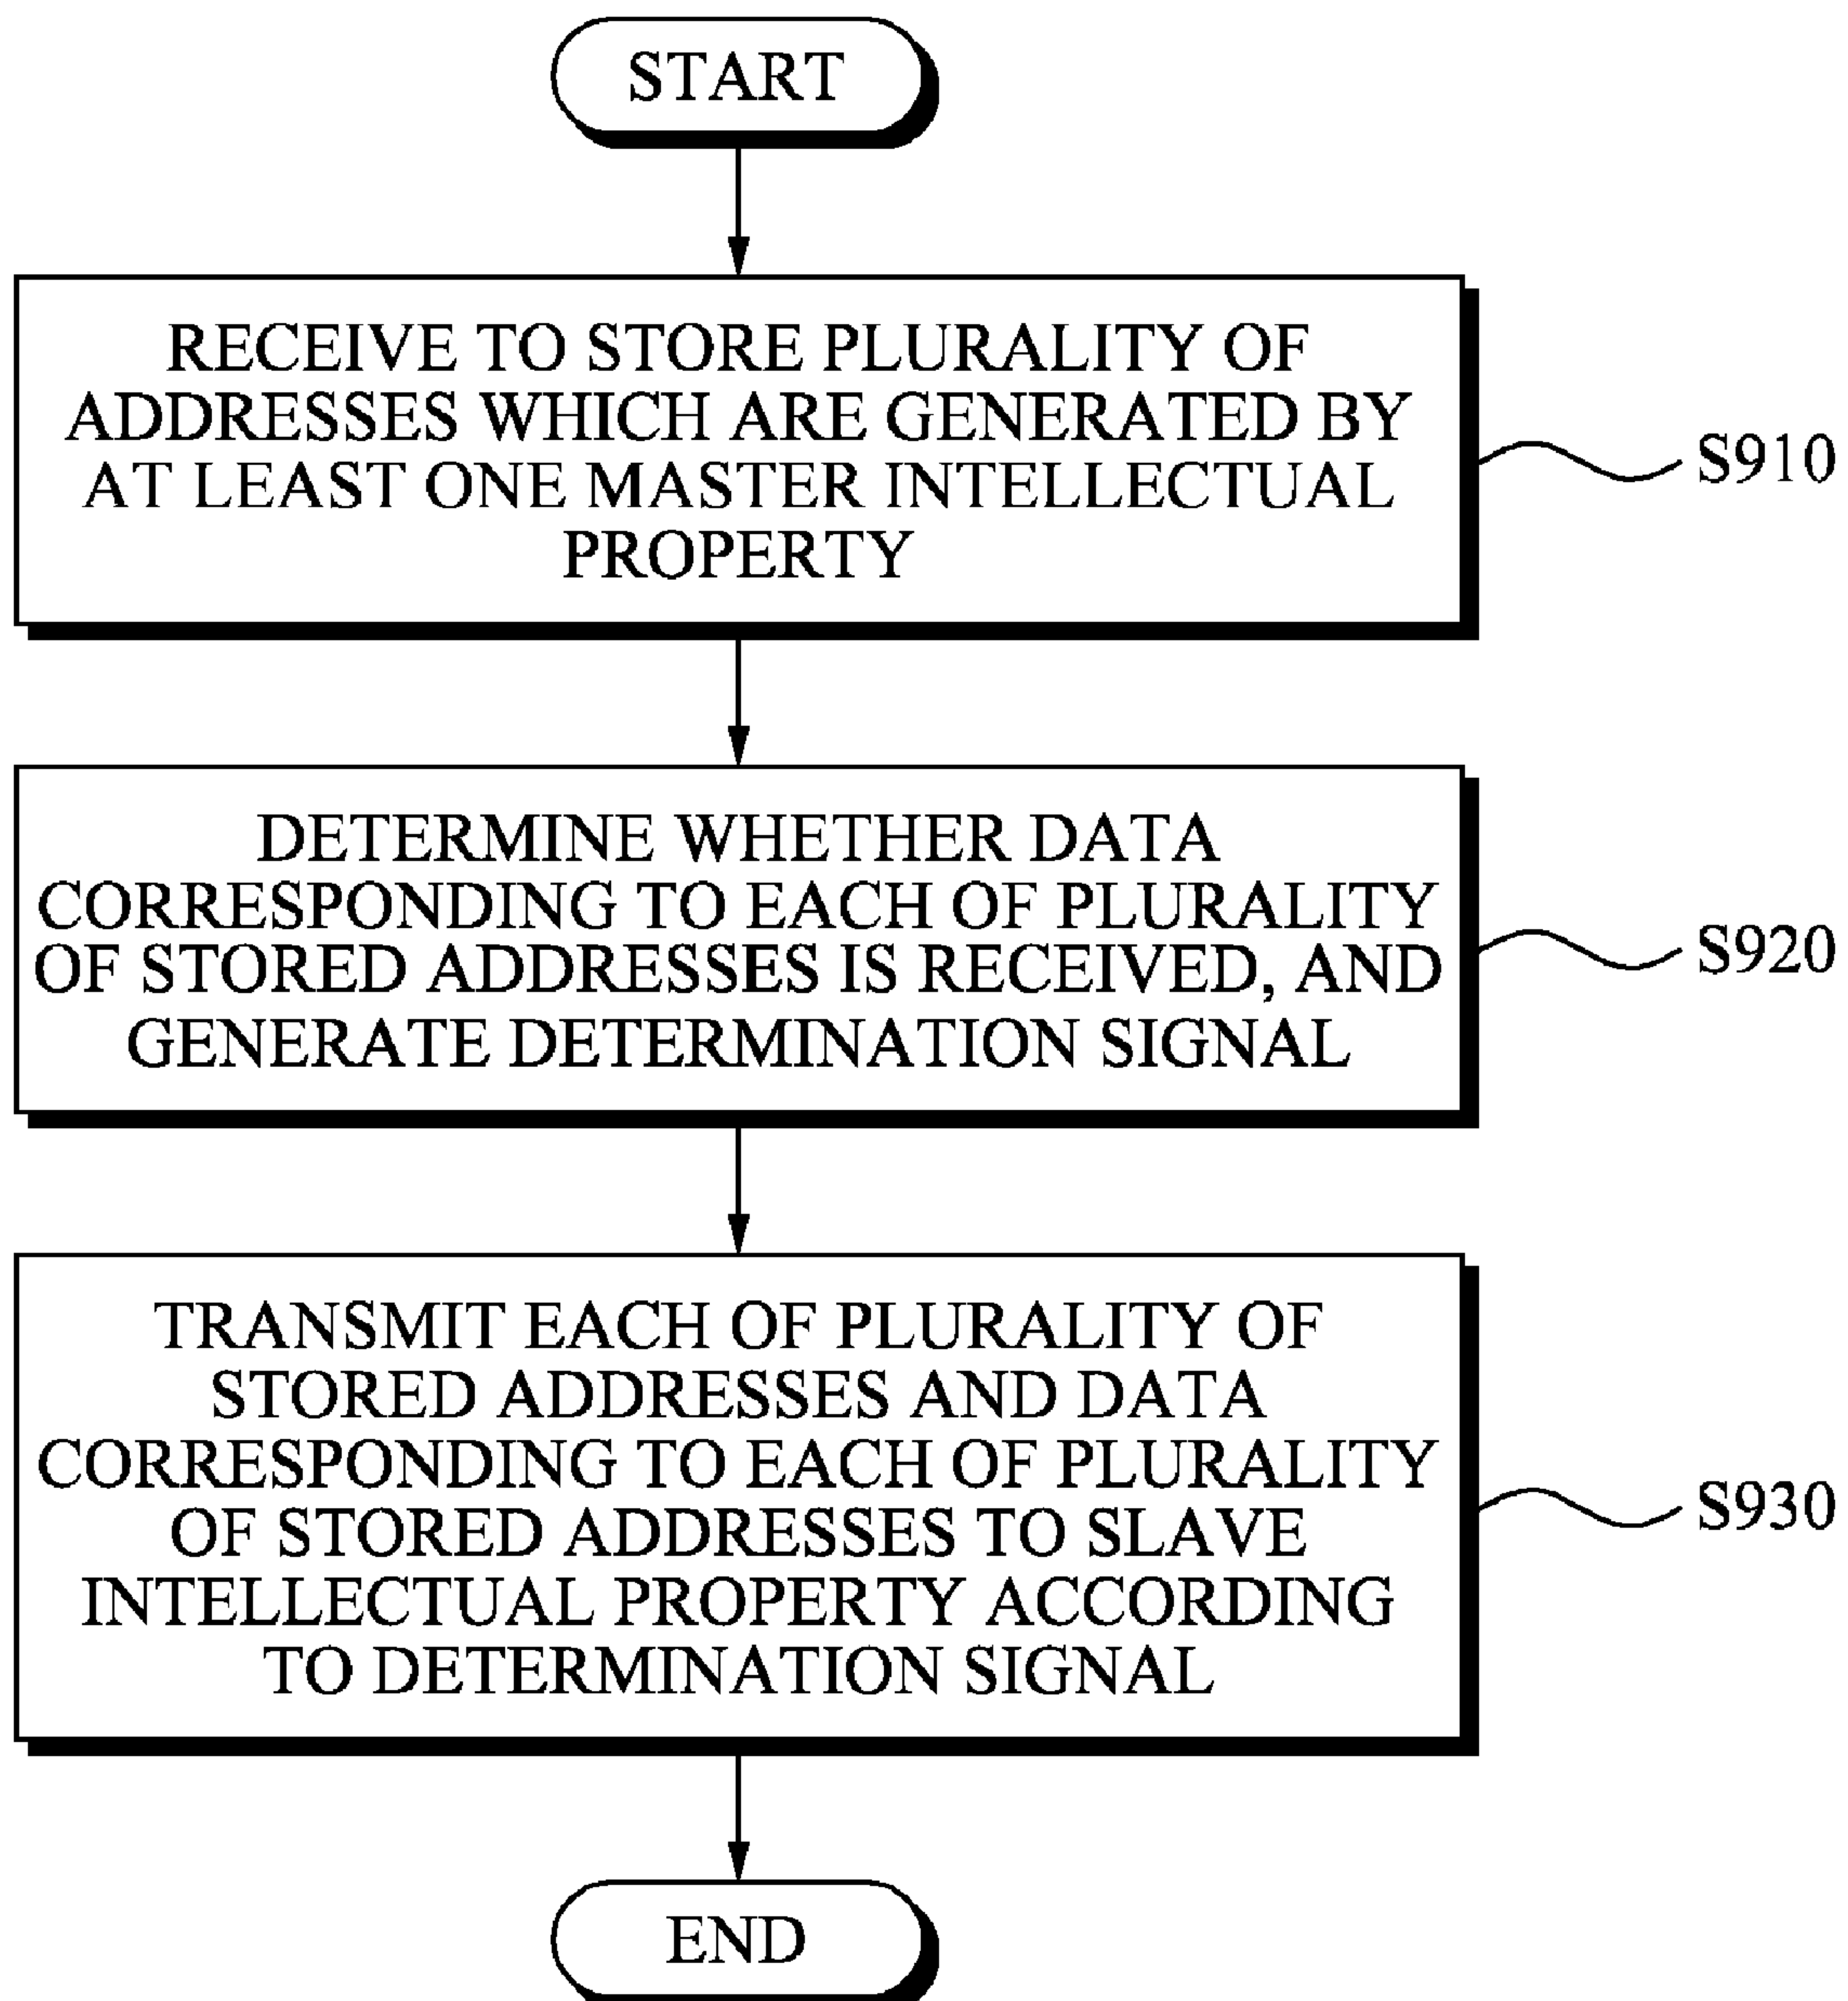 START
RECEIVE TO STORE PLURALITY OF
ADDRESSES WHICH ARE GENERATED BY
AT LEAST ONE MASTER INTELLECTUAL
PROPERTY
S910
DETERMINE WHETHER DATA
CORRESPONDING TO EACH OF PLURALITY
OF STORED ADDRESSES IS RECEIVED, AND
GENERATE DETERMINATION SIGNAL
S920
TRANSMIT EACH OF PLURALITY OF
STORED ADDRESSES AND DATA
CORRESPONDING TO EACH OF PLURALITY
OF STORED ADDRESSES TO SLAVE
INTELLECTUAL PROPERTY ACCORDING
TO DETERMINATION SIGNAL
S930
END